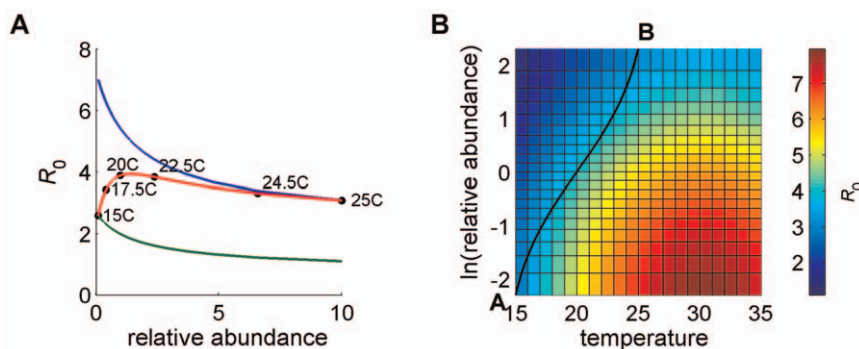 A
8
6
4
2
0
R0
20C
22.5C
17.5C
15C
24.5C
25C
0
5
10
relative abundance
B
B
2
1
0
-1
-2
ln(relative abundance)
A
15
20
25
30
35
temperature
7
6
5
4
3
2
R0